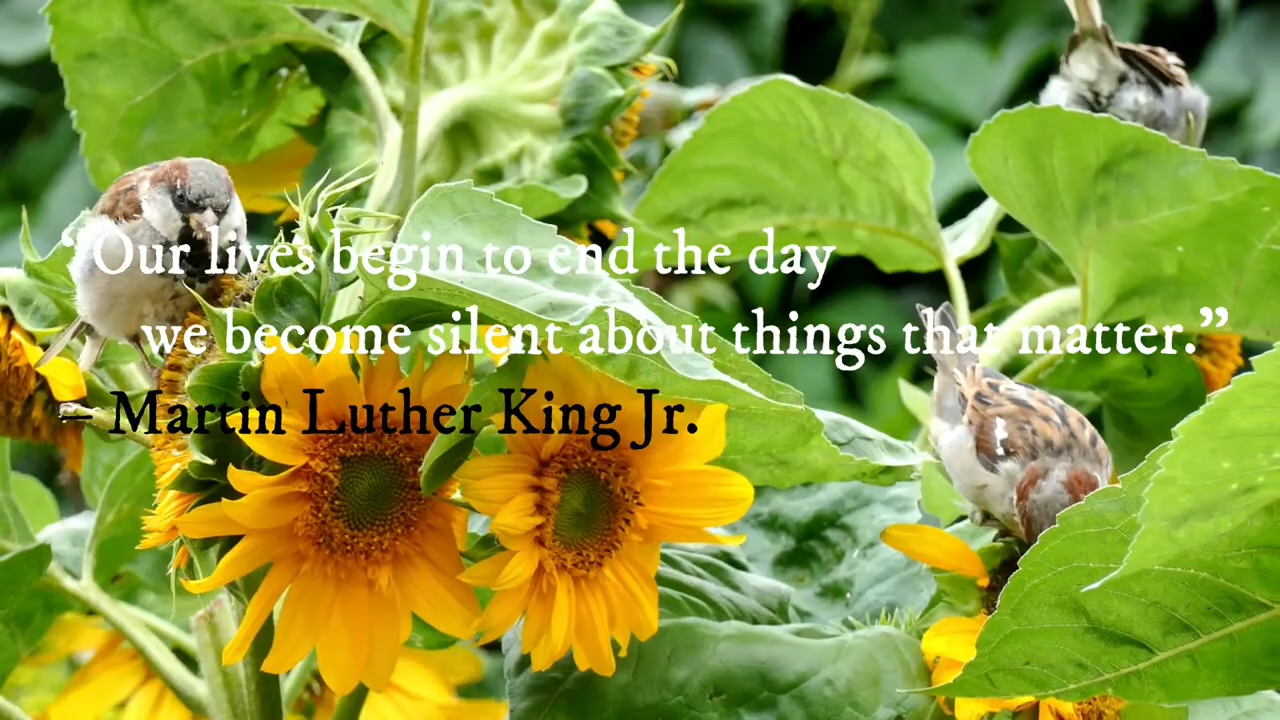 “Our lives begin to end the day
we become silent about things that matter.”
– Martin Luther King Jr.